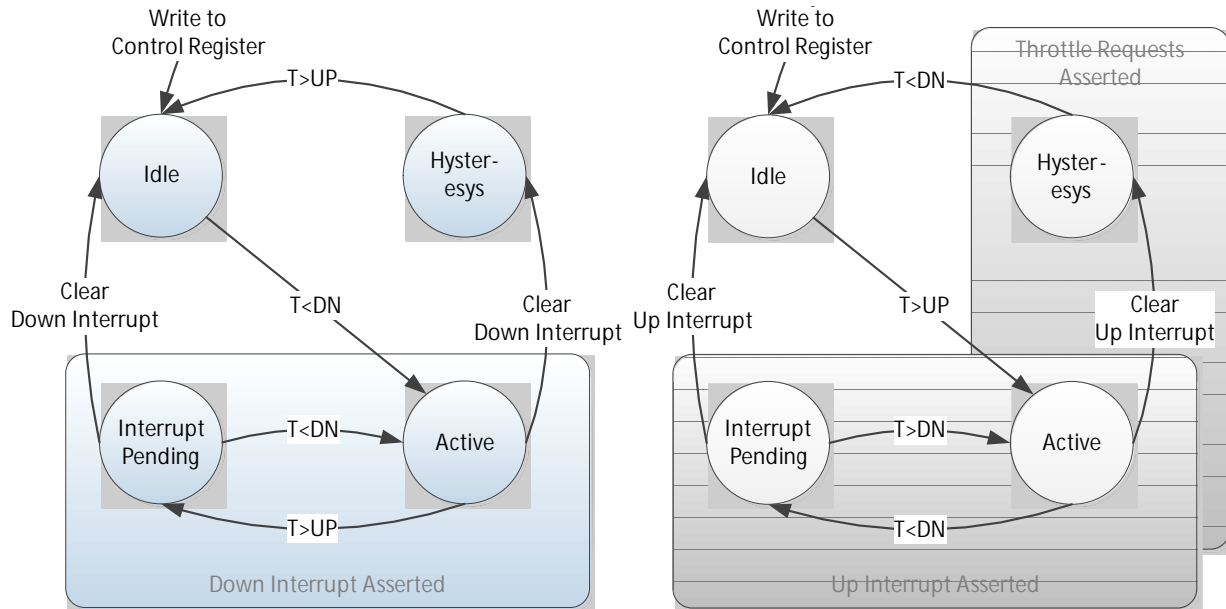 Write to
Control Register
T>UP
Idle
Hyster-
esys
Clear
Down Interrupt
T<DN
Clear
Down Interrupt
Interrupt
Pending
T<DN
Active
T>UP
Down Interrupt Asserted
Write to
Control Register
Throttle Requests
Asserted
T<DN
Idle
Hyster-
esys
Clear
Up Interrupt
T>UP
Clear
Up Interrupt
Interrupt
Pending
T>DN
Active
T<DN
Up Interrupt Asserted